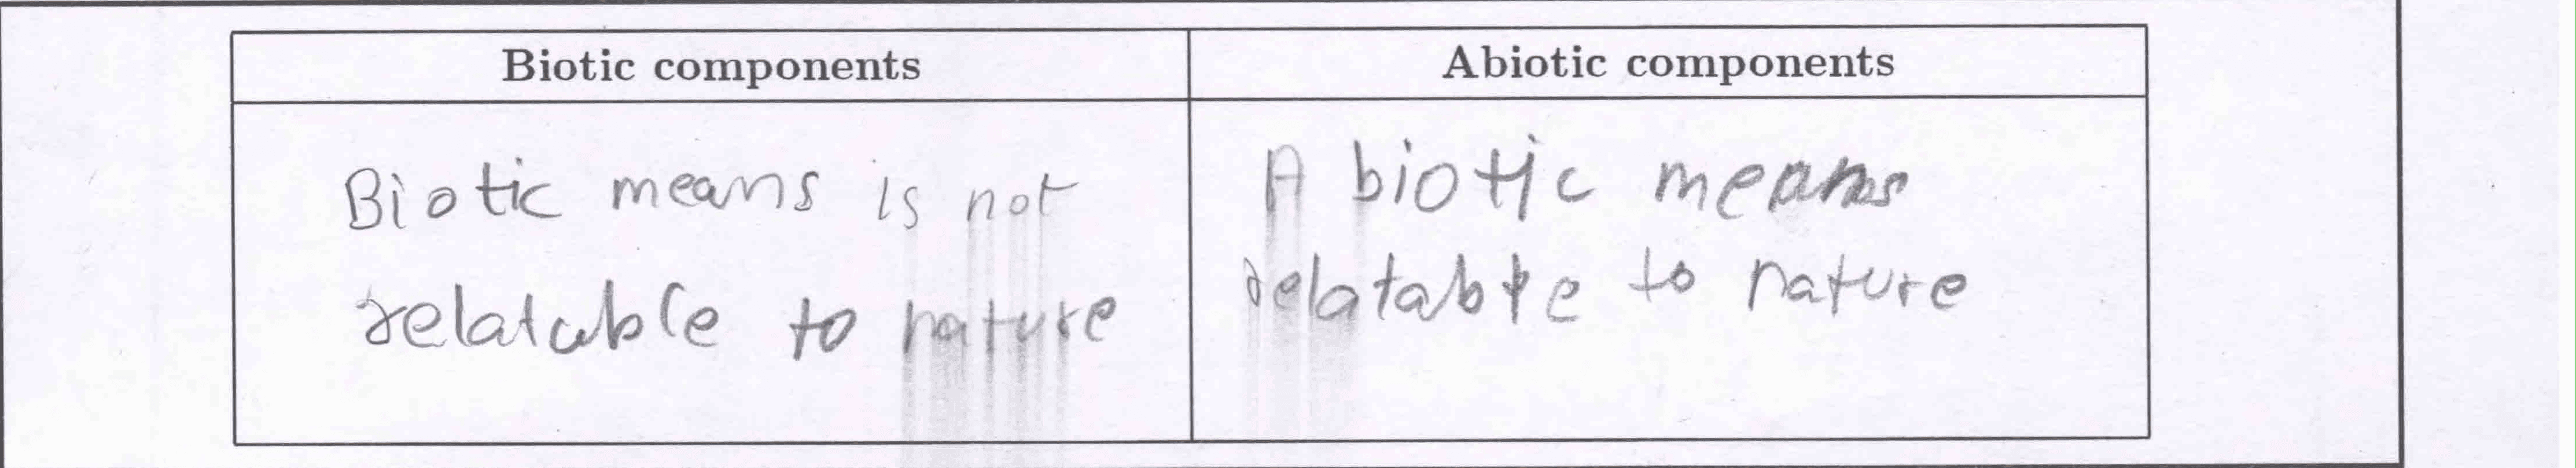 Biotic components
Abiotic components
Biotic means is not
relatable to nature
A biotic means
relatable to nature